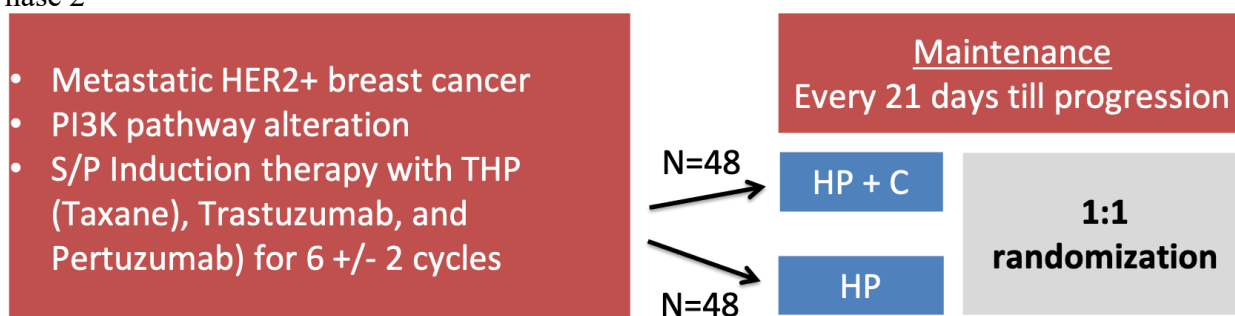 • Metastatic HER2+ breast cancer
• PI3K pathway alteration
• S/P Induction therapy with THP
(Taxane), Trastuzumab, and
Pertuzumab) for 6 +/- 2 cycles
N=48
N=48
Maintenance
Every 21 days till progression
HP + C
HP
1:1
randomization